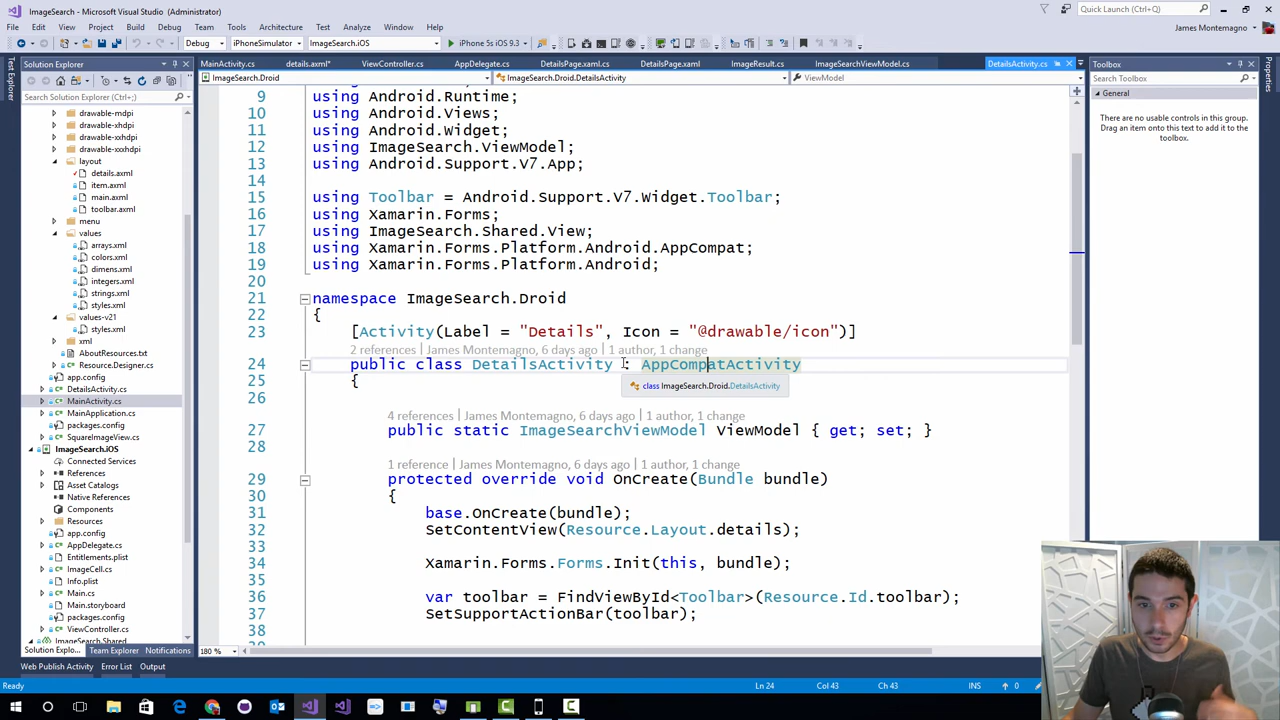 ImageSearch - Microsoft Visual Studio (Administrator)
Quick Launch (Ctrl+Q)
File Edit View Project Build Debug Team Tools Architecture Test Analyze Window Help
James Montemagno
Debug iPhoneSimulator ImageSearch.iOS iPhone 5s iOS 9.3
Test Explorer
Solution Explorer
Search Solution Explorer (Ctrl+;)
drawable-mdpi
drawable-xhdpi
drawable-xxhdpi
drawable-xxxhdpi
layout
details.axml
item.axml
main.axml
toolbar.axml
menu
values
arrays.xml
colors.xml
dimens.xml
integers.xml
strings.xml
styles.xml
values-v21
styles.xml
xml
AboutResources.txt
Resource.Designer.cs
app.config
DetailsActivity.cs
MainActivity.cs
MainApplication.cs
packages.config
SquareImageView.cs
ImageSearch.iOS
Connected Services
References
Asset Catalogs
Native References
Components
Resources
app.config
AppDelegate.cs
Entitlements.plist
ImageCell.cs
Info.plist
Main.cs
Main.storyboard
packages.config
ViewController.cs
ImageSearch.Shared
Solution Explo... Team Explorer Notifications
MainActivity.cs details.axml* ViewController.cs AppDelegate.cs DetailsPage.xaml.cs DetailsPage.xaml ImageResult.cs ImageSearchViewModel.cs DetailsActivity.cs
ImageSearch.Droid ImageSearch.Droid.DetailsActivity ViewModel
9 using Android.Runtime;
10 using Android.Views;
11 using Android.Widget;
12 using ImageSearch.ViewModel;
13 using Android.Support.V7.App;
14
15 using Toolbar = Android.Support.V7.Widget.Toolbar;
16 using Xamarin.Forms;
17 using ImageSearch.Shared.View;
18 using Xamarin.Forms.Platform.Android.AppCompat;
19 using Xamarin.Forms.Platform.Android;
20
21 namespace ImageSearch.Droid
22 {
23 [Activity(Label = "Details", Icon = "@drawable/icon")]
2 references | James Montemagno, 6 days ago | 1 author, 1 change
24 public class DetailsActivity : AppCompatActivity
25 {
class ImageSearch.Droid.DetailsActivity
26
4 references | James Montemagno, 6 days ago | 1 author, 1 change
27 public static ImageSearchViewModel ViewModel { get; set; }
28
1 reference | James Montemagno, 6 days ago | 1 author, 1 change
29 protected override void OnCreate(Bundle bundle)
30 {
31 base.OnCreate(bundle);
32 SetContentView(Resource.Layout.details);
33
34 Xamarin.Forms.Forms.Init(this, bundle);
35
36 var toolbar = FindViewById<Toolbar>(Resource.Id.toolbar);
37 SetSupportActionBar(toolbar);
38
180 %
Toolbox
Search Toolbox
General
There are no usable controls in this group.
Drag an item onto this text to add it to the
toolbox.
Properties
Web Publish Activity Error List Output
Ready Ln 24 Col 43 Ch 43 INS 0